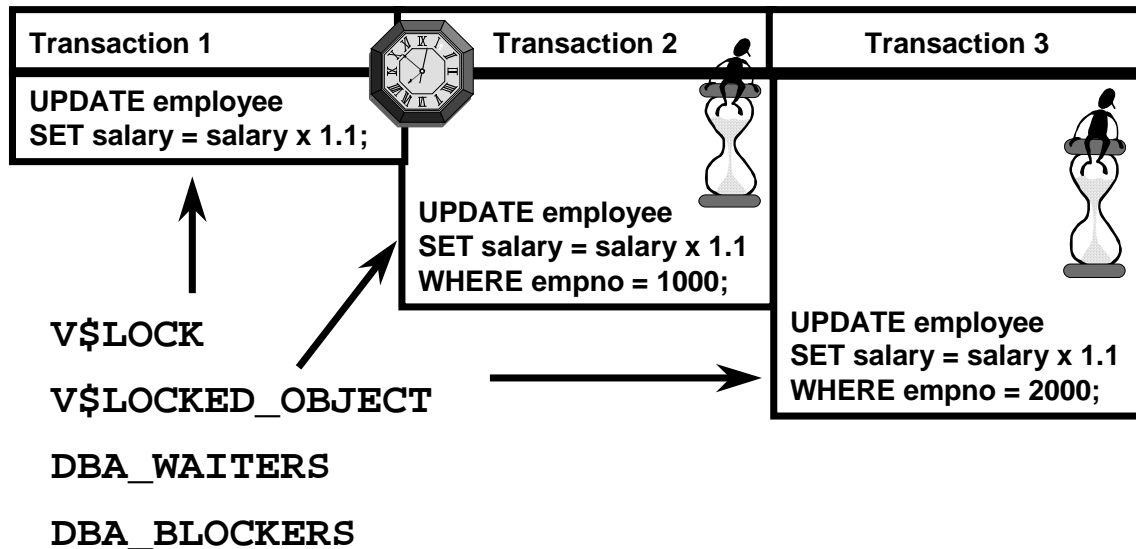 Transaction 1
Transaction 2
Transaction 3
UPDATE employee
SET salary = salary x 1.1;
UPDATE employee
SET salary = salary x 1.1
WHERE empno = 1000;
UPDATE employee
SET salary = salary x 1.1
WHERE empno = 2000;
V$LOCK
V$LOCKED_OBJECT
DBA_WAITERS
DBA_BLOCKERS